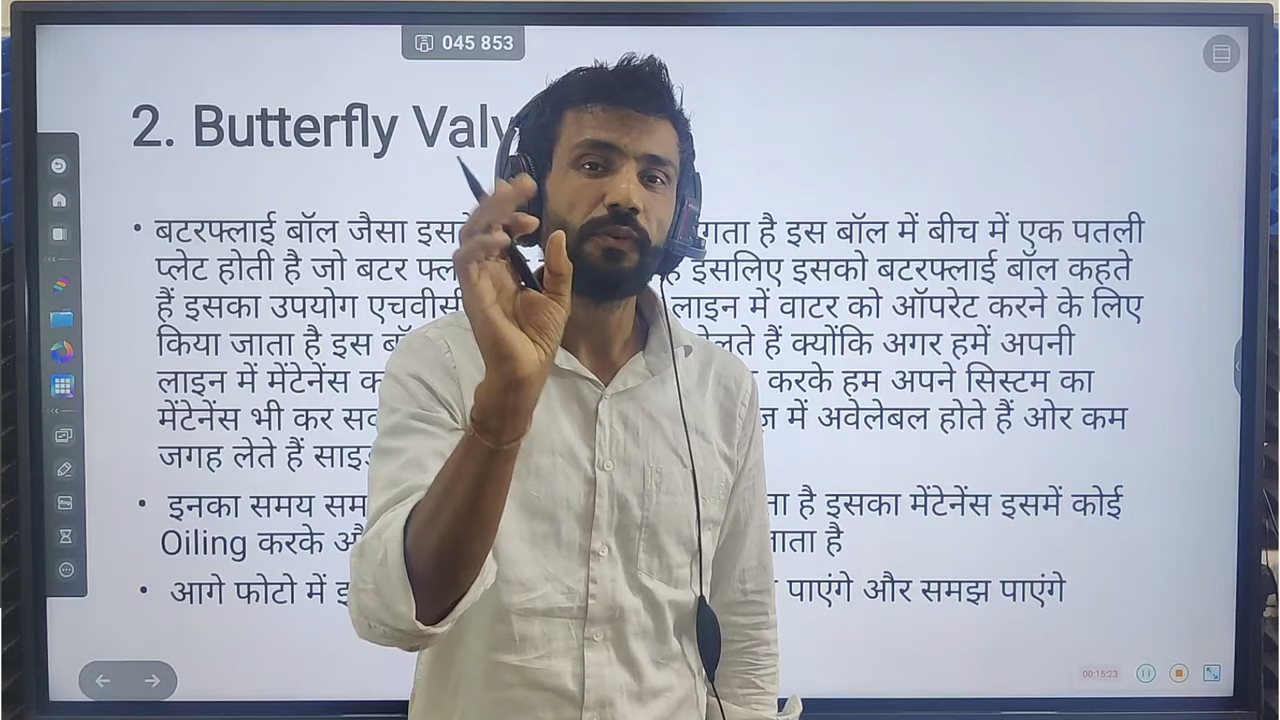 045 853
2. Butterfly Valv
• बटरफ्लाई बॉल जैसा इस गता है इस बॉल में बीच में एक पतली
प्लेट होती है जो बटर इसलिए इसको बटरफ्लाई बॉल कहते
हैं इसका उपयोग लाइन में वाटर को ऑपरेट करने के लिए
किया जाता है इस लते हैं क्योंकि अगर हमें अपनी
लाइन में मेंटेनेंस करके हम अपने सिस्टम का
मेंटेनेंस भी कर में अवेलेबल होते हैं ओर कम
जगह लेते हैं
• इनका समय है इसका मेंटेनेंस इसमें कोई
Oiling करके जाता है
• आगे फोटो में पाएंगे और समझ पाएंगे
00:15:23